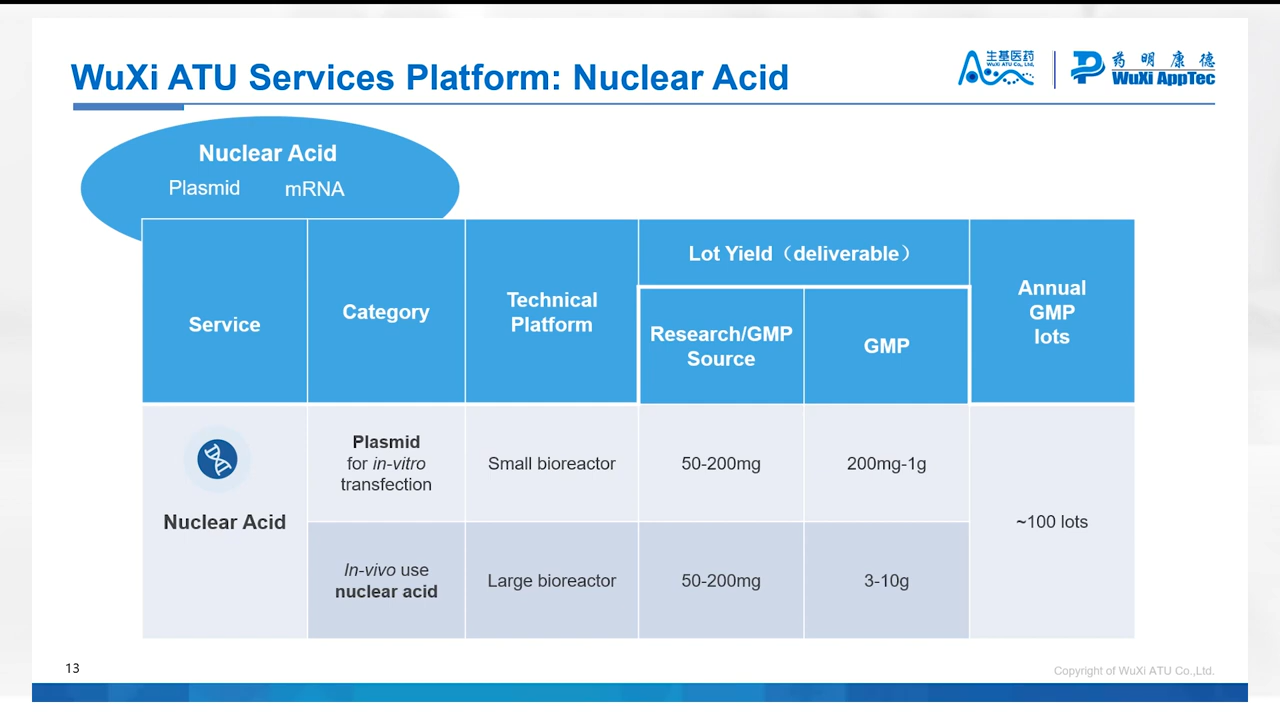 WuXi ATU Services Platform: Nuclear Acid
生基医药
WuXi ATU Co., Ltd.
药明康德
WuXi AppTec
Nuclear Acid
Plasmid mRNA
Service
Category
Technical
Platform
Lot Yield（deliverable）
Research/GMP
Source
GMP
Annual
GMP
lots
Nuclear Acid
Plasmid
for in-vitro
transfection
Small bioreactor
50-200mg
200mg-1g
~100 lots
In-vivo use
nuclear acid
Large bioreactor
50-200mg
3-10g
13
Copyright of WuXi ATU Co.,Ltd.